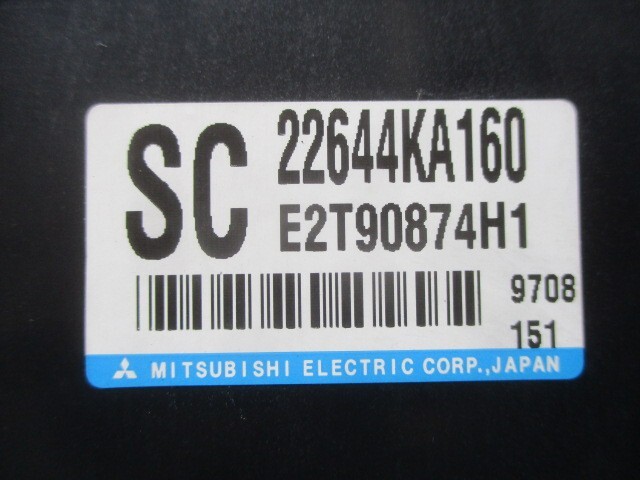 SC
22644KA160
E2T90874H1
9708
151
MITSUBISHI ELECTRIC CORP.,JAPAN